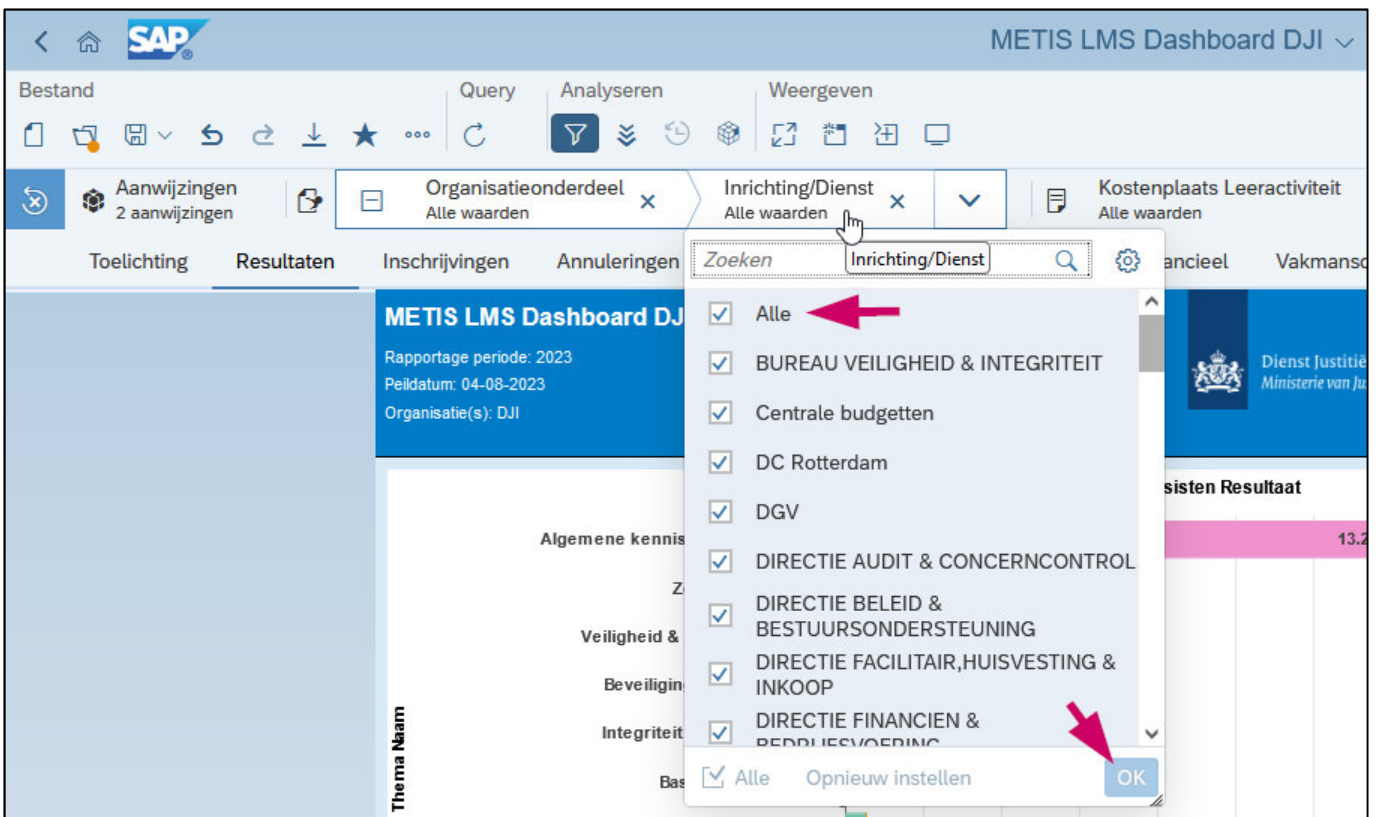 SAP
METIS LMS Dashboard DJI
Bestand
Query
Analyseren
Weergeven
Aanwijzingen
2 aanwijzingen
Organisatieonderdeel
Alle waarden
Inrichting/Dienst
Alle waarden
Kostenplaats Leeractiviteit
Alle waarden
Toelichting
Resultaten
Inschrijvingen
Annuleringen
ancieel
Vakmansc
Zoeken
Inrichting/Dienst
Alle
BUREAU VEILIGHEID & INTEGRITEIT
Centrale budgetten
DC Rotterdam
DGV
DIRECTIE AUDIT & CONCERNCONTROL
DIRECTIE BELEID &
BESTUURSONDERSTEUNING
DIRECTIE FACILITAIR,HUISVESTING &
INKOOP
DIRECTIE FINANCIEN &
BEDRIJFSVOERING
Alle
Opnieuw instellen
OK
METIS LMS Dashboard DJ
Rapportage periode: 2023
Peildatum: 04-08-2023
Organisatie(s): DJI
Dienst Justitië
Ministerie van Ju
sisten Resultaat
Algemene kennis
13.2
Z
Veiligheid &
Beveiligin
Integriteit
Bas
Thema Naam